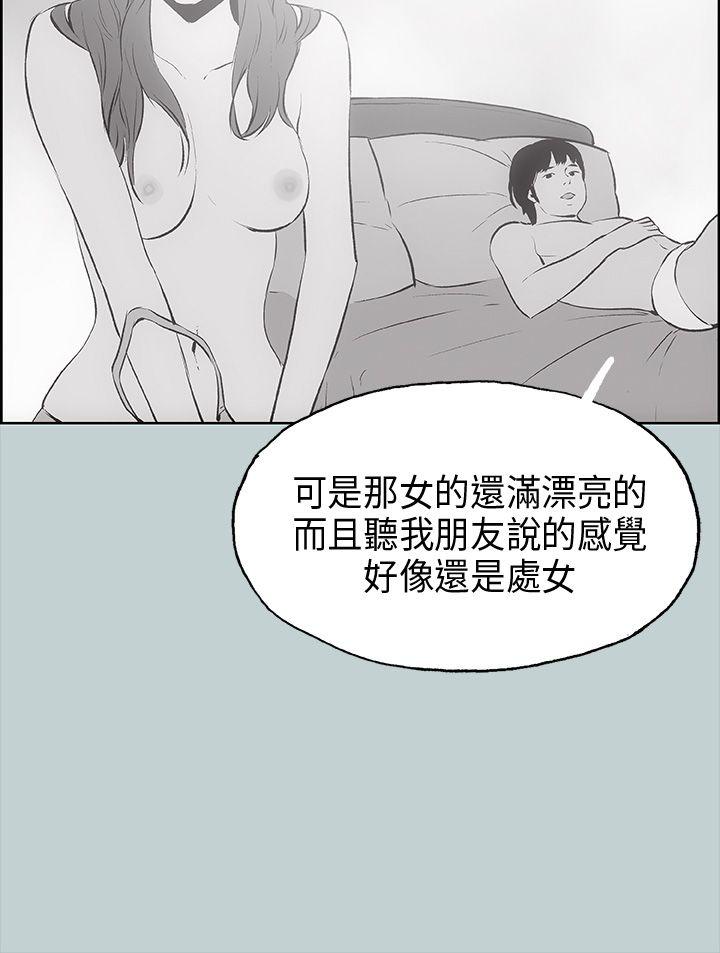 可是那女的還滿漂亮的
而且聽我朋友說的感覺
好像還是處女